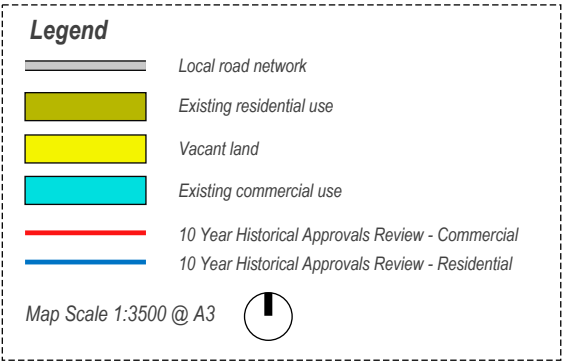 Legend
Local road network
Existing residential use
Vacant land
Existing commercial use
10 Year Historical Approvals Review - Commercial
10 Year Historical Approvals Review - Residential
Map Scale 1:3500 @ A3